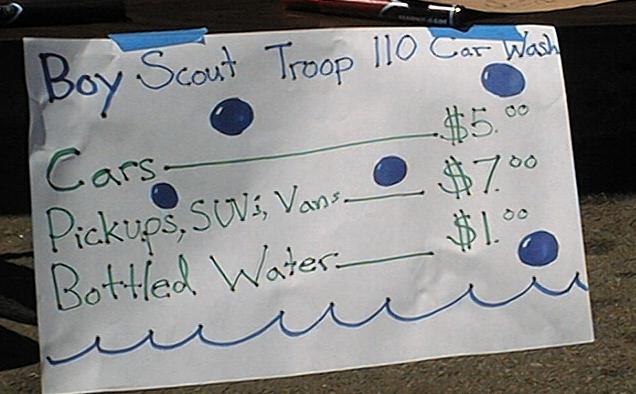 Boy Scout Troop 110 Car Wash
Cars $5.00
Pickups, SUVs, Vans $7.00
Bottled Water $1.00